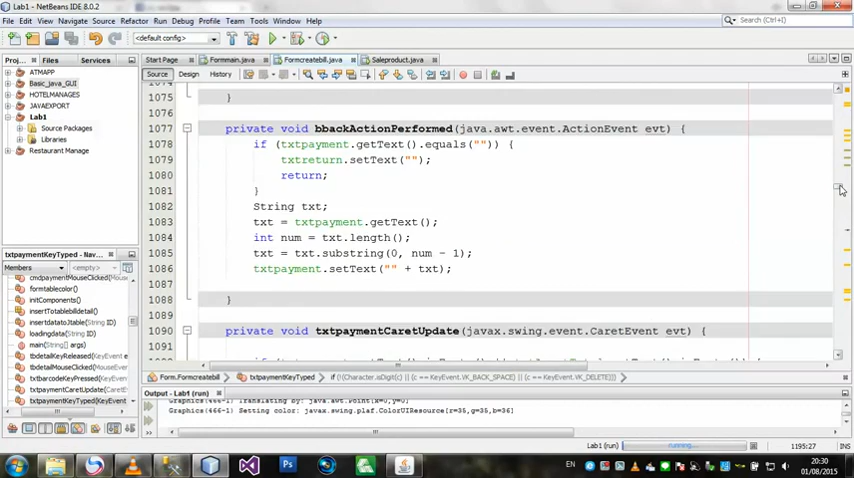 Lab1 - NetBeans IDE 8.0.2
File Edit View Navigate Source Refactor Run Debug Profile Team Tools Window Help
Search (Ctrl+I)
<default config>
Proj... Files Services
Start Page Formmain.java Formcreatebill.java Saleproduct.java
Source Design History
ATMAPP
Basic_java_GUI
HOTELMANAGES
JAVAEXPORT
Lab1
Source Packages
Libraries
Restaurant Manage
1075 }
1076
1077 private void bbackActionPerformed(java.awt.event.ActionEvent evt) {
1078 if (txtpayment.getText().equals("")) {
1079 txtreturn.setText("");
1080 return;
1081 }
1082 String txt;
1083 txt = txtpayment.getText();
1084 int num = txt.length();
1085 txt = txt.substring(0, num - 1);
1086 txtpayment.setText("" + txt);
1087
1088 }
1089
1090 private void txtpaymentCaretUpdate(javax.swing.event.CaretEvent evt) {
1091
txtpaymentKeyTyped - Nav...
Members <empty>
cmdpaymentMouseClicked(Mouse
formtablecolor()
initComponents()
insertTotablebilldetail()
insertdatatoJtable(String ID)
loadingdata(String ID)
main(String[] args)
tbdetailKeyReleased(KeyEvent e
tbdetailMouseClicked(MouseEve
txtbarcodeKeyPressed(KeyEvent
txtpaymentCaretUpdate(CaretE
txtpaymentKeyTyped(KeyEvent
Form.Formcreatebill txtpaymentKeyTyped if (!(Character.isDigit(c) || (c == KeyEvent.VK_BACK_SPACE) || (c == KeyEvent.VK_DELETE)))
Output - Lab1 (run)
Graphics(466-1) Translating by: java.awt.Point[x=0,y=0]
Graphics(466-1) Setting color: javax.swing.plaf.ColorUIResource[r=35,g=35,b=36]
Lab1 (run) running... 1195:27 INS
EN 20:30
01/08/2015